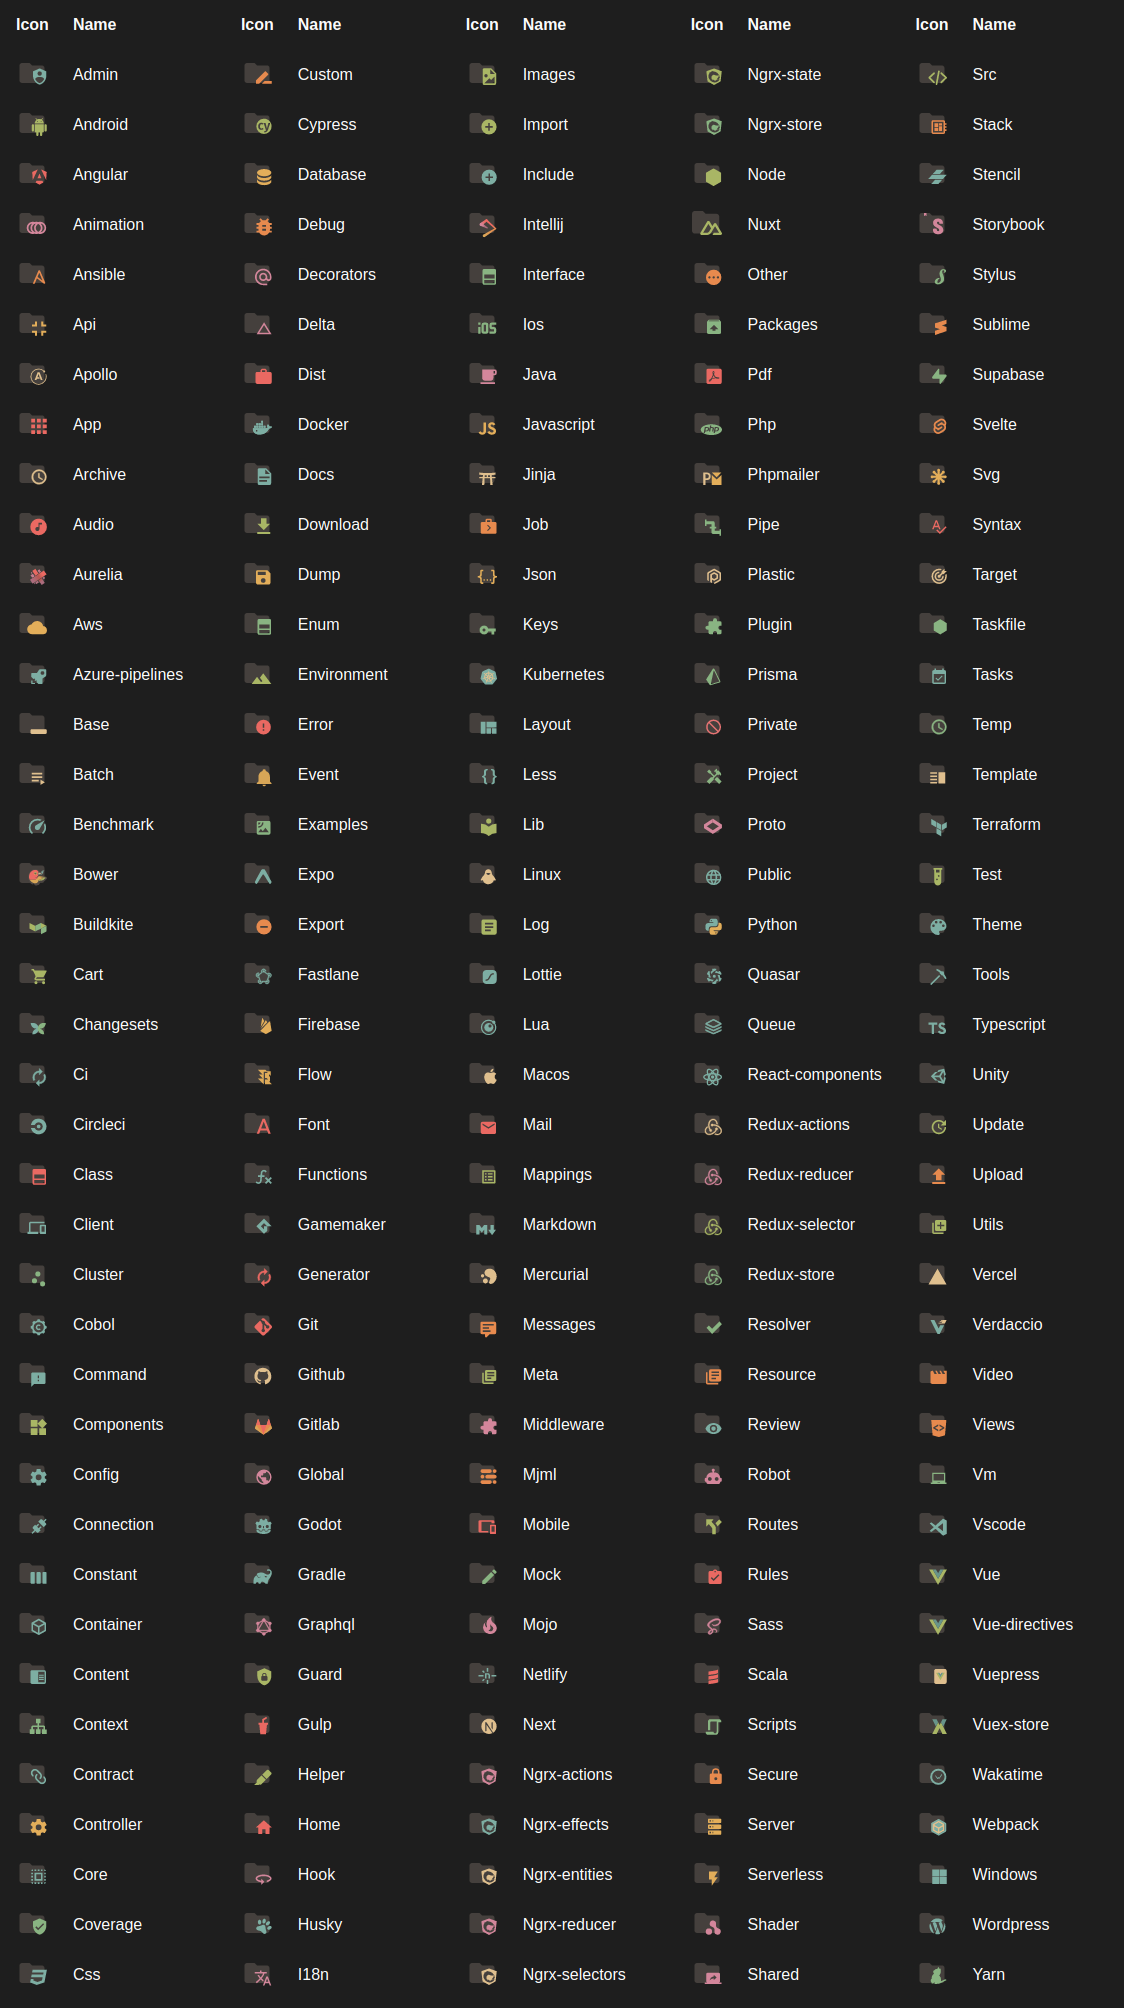 Icon Name Icon Name Icon Name Icon Name Icon Name
Admin Custom Images Ngrx-state Src
Android Cypress Import Ngrx-store Stack
Angular Database Include Node Stencil
Animation Debug Intellij Nuxt Storybook
Ansible Decorators Interface Other Stylus
Api Delta Ios Packages Sublime
Apollo Dist Java Pdf Supabase
App Docker Javascript Php Svelte
Archive Docs Jinja Phpmailer Svg
Audio Download Job Pipe Syntax
Aurelia Dump Json Plastic Target
Aws Enum Keys Plugin Taskfile
Azure-pipelines Environment Kubernetes Prisma Tasks
Base Error Layout Private Temp
Batch Event Less Project Template
Benchmark Examples Lib Proto Terraform
Bower Expo Linux Public Test
Buildkite Export Log Python Theme
Cart Fastlane Lottie Quasar Tools
Changesets Firebase Lua Queue Typescript
Ci Flow Macos React-components Unity
Circleci Font Mail Redux-actions Update
Class Functions Mappings Redux-reducer Upload
Client Gamemaker Markdown Redux-selector Utils
Cluster Generator Mercurial Redux-store Vercel
Cobol Git Messages Resolver Verdaccio
Command Github Meta Resource Video
Components Gitlab Middleware Review Views
Config Global Mjml Robot Vm
Connection Godot Mobile Routes Vscode
Constant Gradle Mock Rules Vue
Container Graphql Mojo Sass Vue-directives
Content Guard Netlify Scala Vuepress
Context Gulp Next Scripts Vuex-store
Contract Helper Ngrx-actions Secure Wakatime
Controller Home Ngrx-effects Server Webpack
Core Hook Ngrx-entities Serverless Windows
Coverage Husky Ngrx-reducer Shader Wordpress
Css I18n Ngrx-selectors Shared Yarn